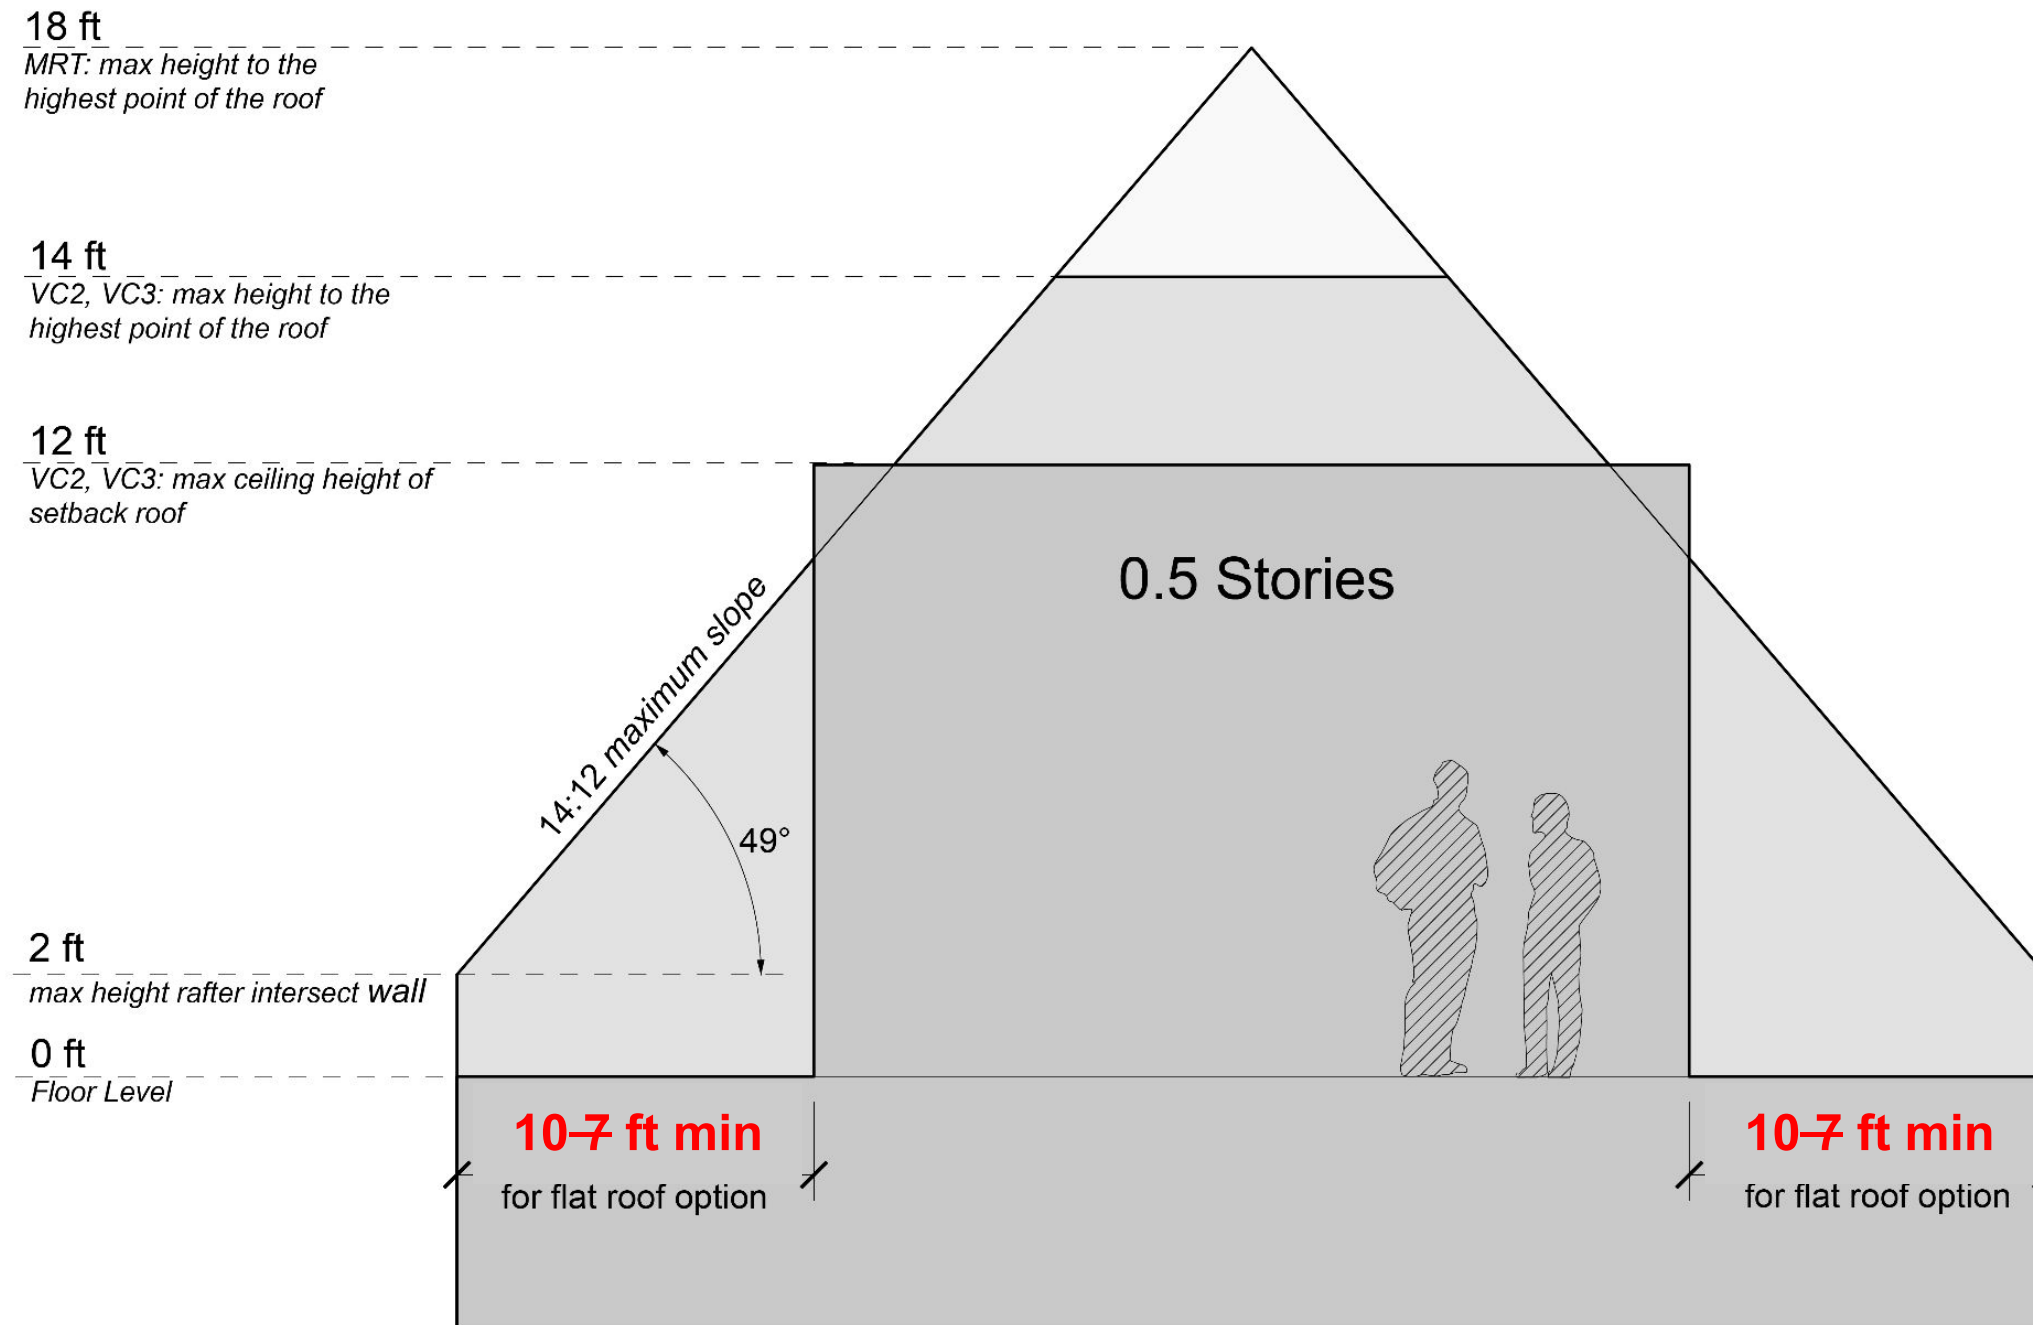 18 ft
MRT: max height to the
highest point of the roof
14 ft
VC2, VC3: max height to the
highest point of the roof
12 ft
VC2, VC3: max ceiling height of
setback roof
0.5 Stories
14:12 maximum slope
49°
2 ft
max height rafter intersect wall
0 ft
Floor Level
10-7 ft min
for flat roof option
10-7 ft min
for flat roof option